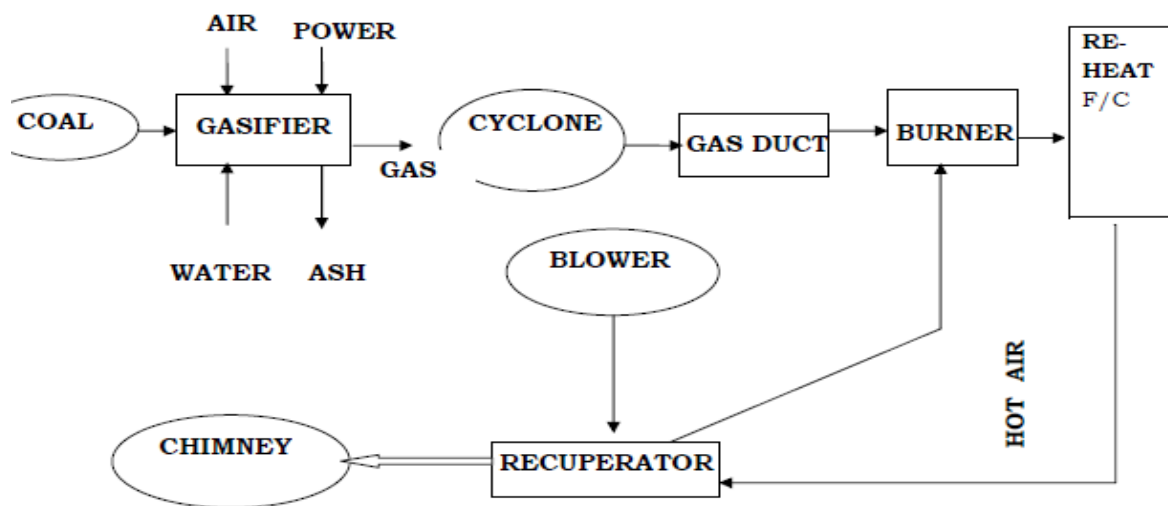 AIR
POWER
RE-
HEAT
F/C
COAL
GASIFIER
CYCLONE
GAS DUCT
BURNER
GAS
WATER
ASH
BLOWER
HOT AIR
CHIMNEY
RECUPERATOR